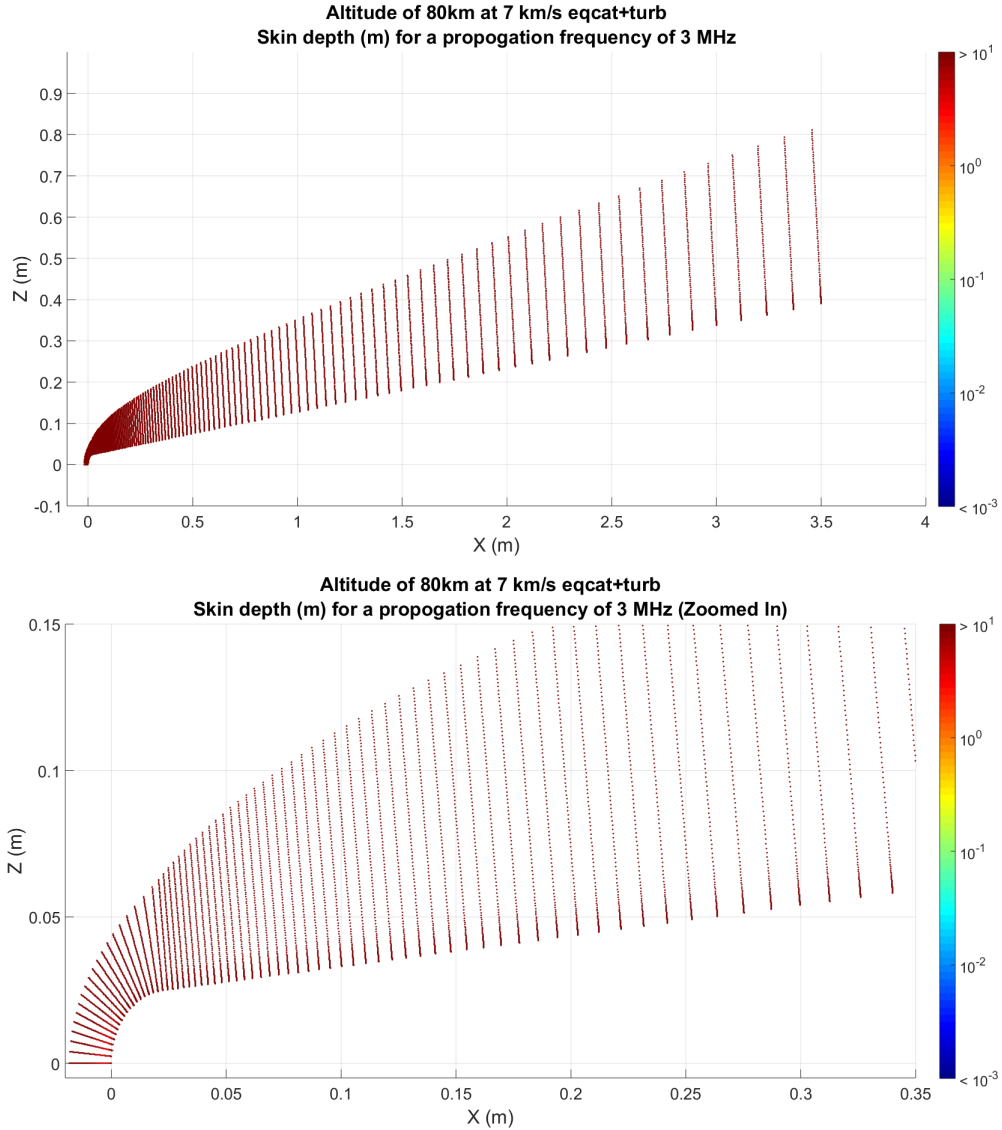 Altitude of 80km at 7 km/s eqcat+turb
Skin depth (m) for a propogation frequency of 3 MHz
Z (m)
0.9
0.8
0.7
0.6
0.5
0.4
0.3
0.2
0.1
0
-0.1
0 0.5 1 1.5 2 2.5 3 3.5 4
X (m)
> 10^1
10^0
10^-1
10^-2
< 10^-3
Altitude of 80km at 7 km/s eqcat+turb
Skin depth (m) for a propogation frequency of 3 MHz (Zoomed In)
Z (m)
0.15
0.1
0.05
0
0 0.05 0.1 0.15 0.2 0.25 0.3 0.35
X (m)
> 10^1
10^0
10^-1
10^-2
< 10^-3